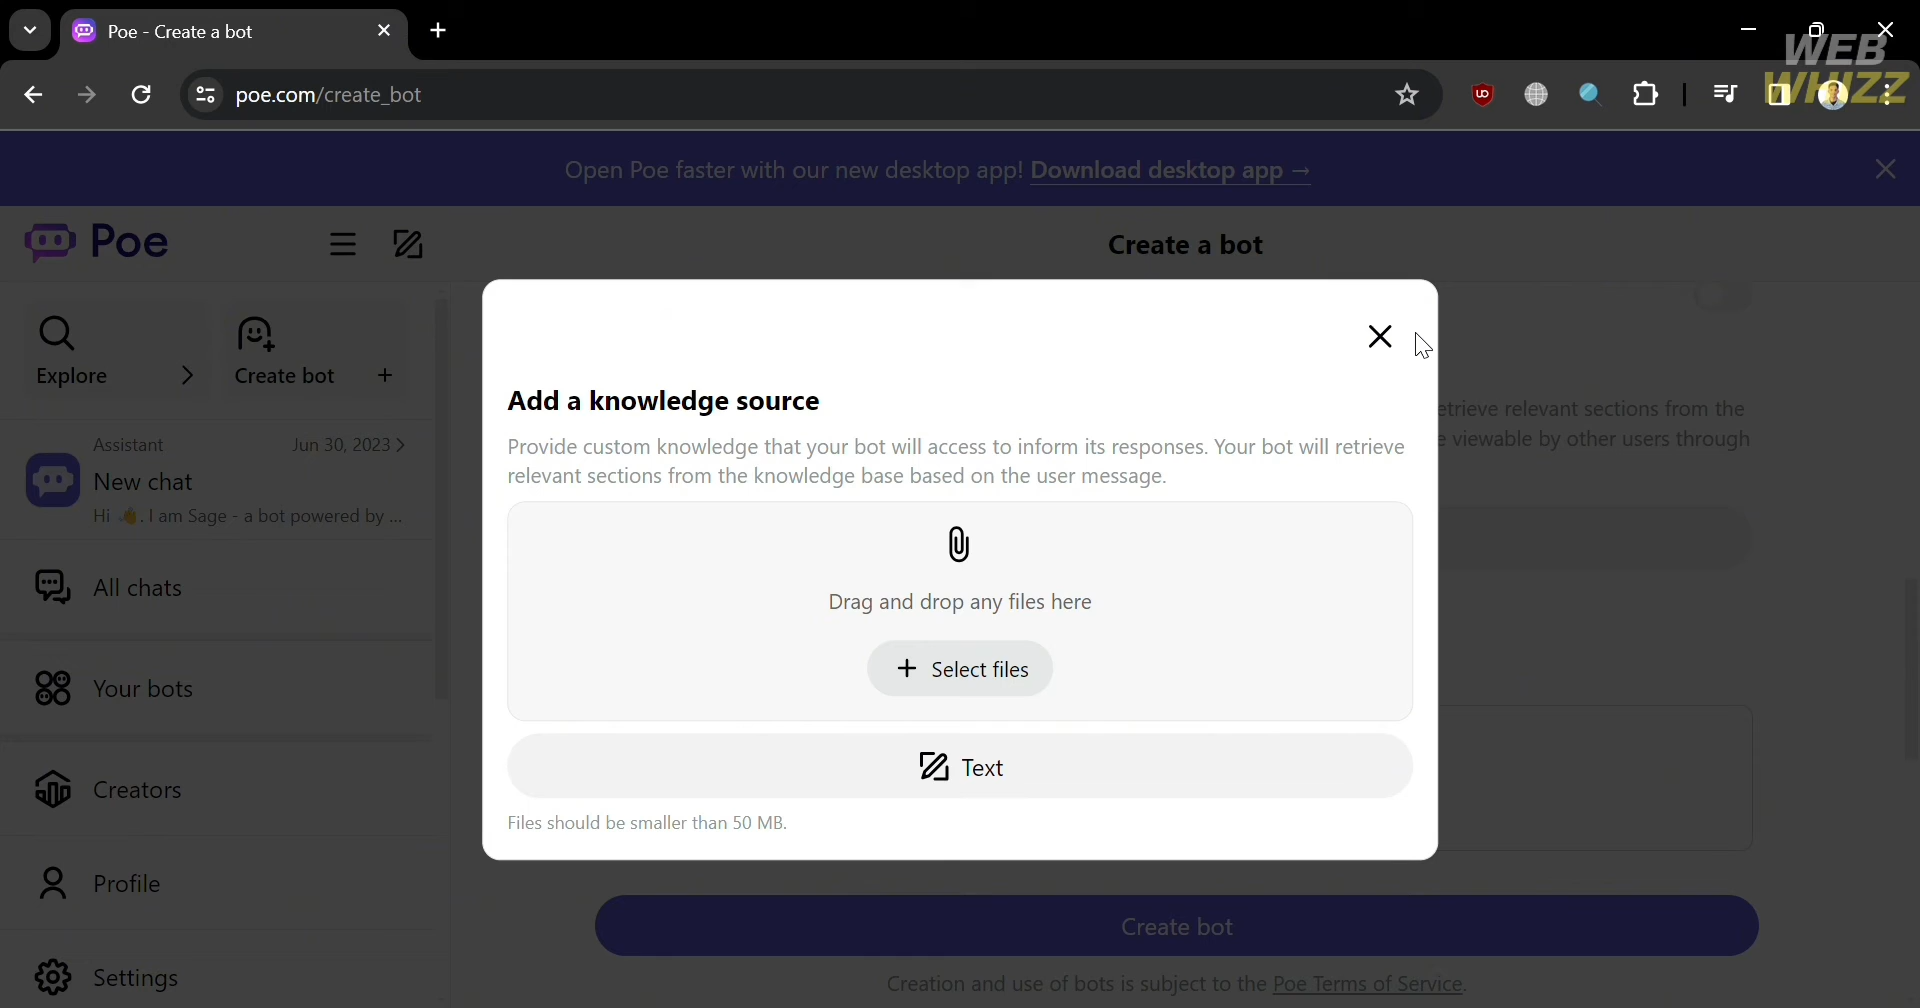 Poe - Create a bot
WEB
WHIZZ
poe.com/create_bot
Open Poe faster with our new desktop app! Download desktop app →
Poe
Create a bot
Explore
Create bot +
Assistant Jun 30, 2023
New chat
Hi 👋. I am Sage - a bot powered by ...
All chats
Your bots
Creators
Profile
Settings
etrieve relevant sections from the
viewable by other users through
Add a knowledge source
Provide custom knowledge that your bot will access to inform its responses. Your bot will retrieve
relevant sections from the knowledge base based on the user message.
Drag and drop any files here
+ Select files
Text
Files should be smaller than 50 MB.
Create bot
Creation and use of bots is subject to the Poe Terms of Service.